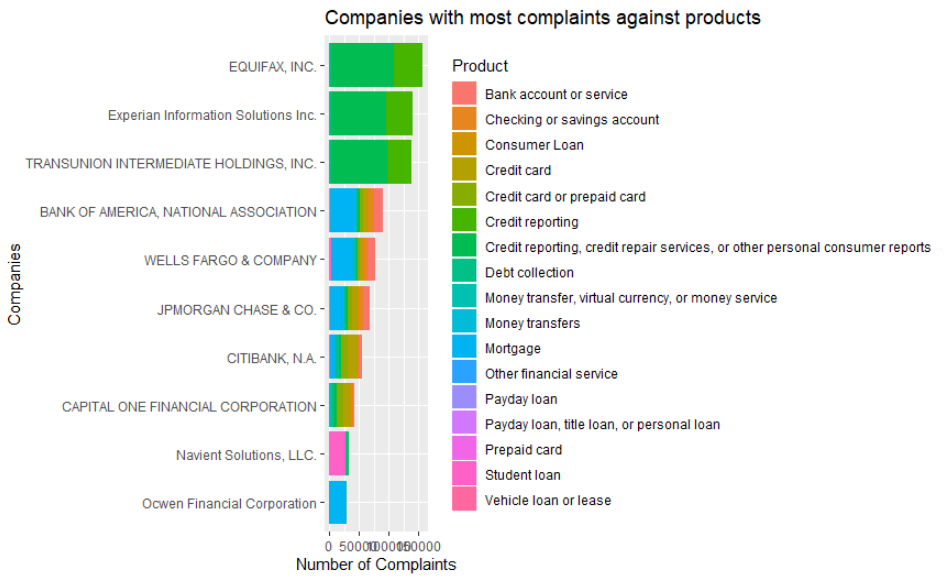 Companies with most complaints against products
Companies
EQUIFAX, INC.
Experian Information Solutions Inc.
TRANSUNION INTERMEDIATE HOLDINGS, INC.
BANK OF AMERICA, NATIONAL ASSOCIATION
WELLS FARGO & COMPANY
JPMORGAN CHASE & CO.
CITIBANK, N.A.
CAPITAL ONE FINANCIAL CORPORATION
Navient Solutions, LLC.
Ocwen Financial Corporation
0 50000 100000 150000
Number of Complaints
Product
Bank account or service
Checking or savings account
Consumer Loan
Credit card
Credit card or prepaid card
Credit reporting
Credit reporting, credit repair services, or other personal consumer reports
Debt collection
Money transfer, virtual currency, or money service
Money transfers
Mortgage
Other financial service
Payday loan
Payday loan, title loan, or personal loan
Prepaid card
Student loan
Vehicle loan or lease